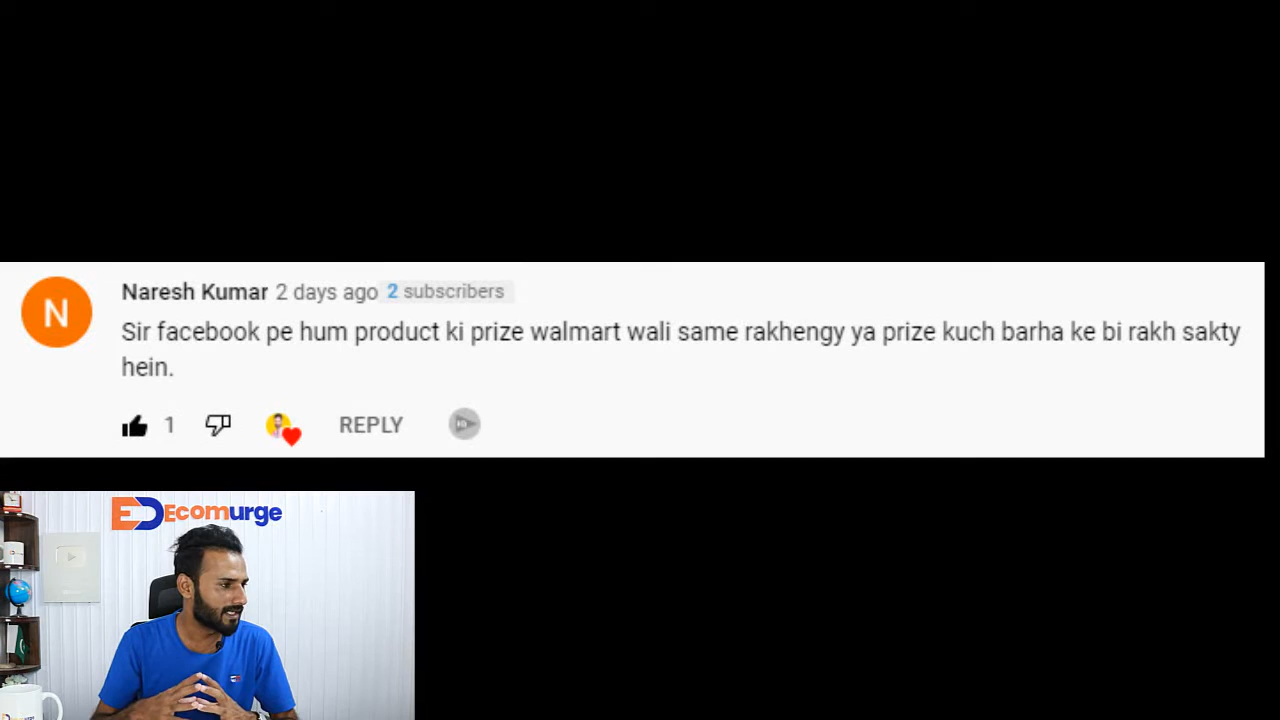 N
Naresh Kumar 2 days ago 2 subscribers
Sir facebook pe hum product ki prize walmart wali same rakhengy ya prize kuch barha ke bi rakh sakty
hein.
1 REPLY
ED Ecomurge